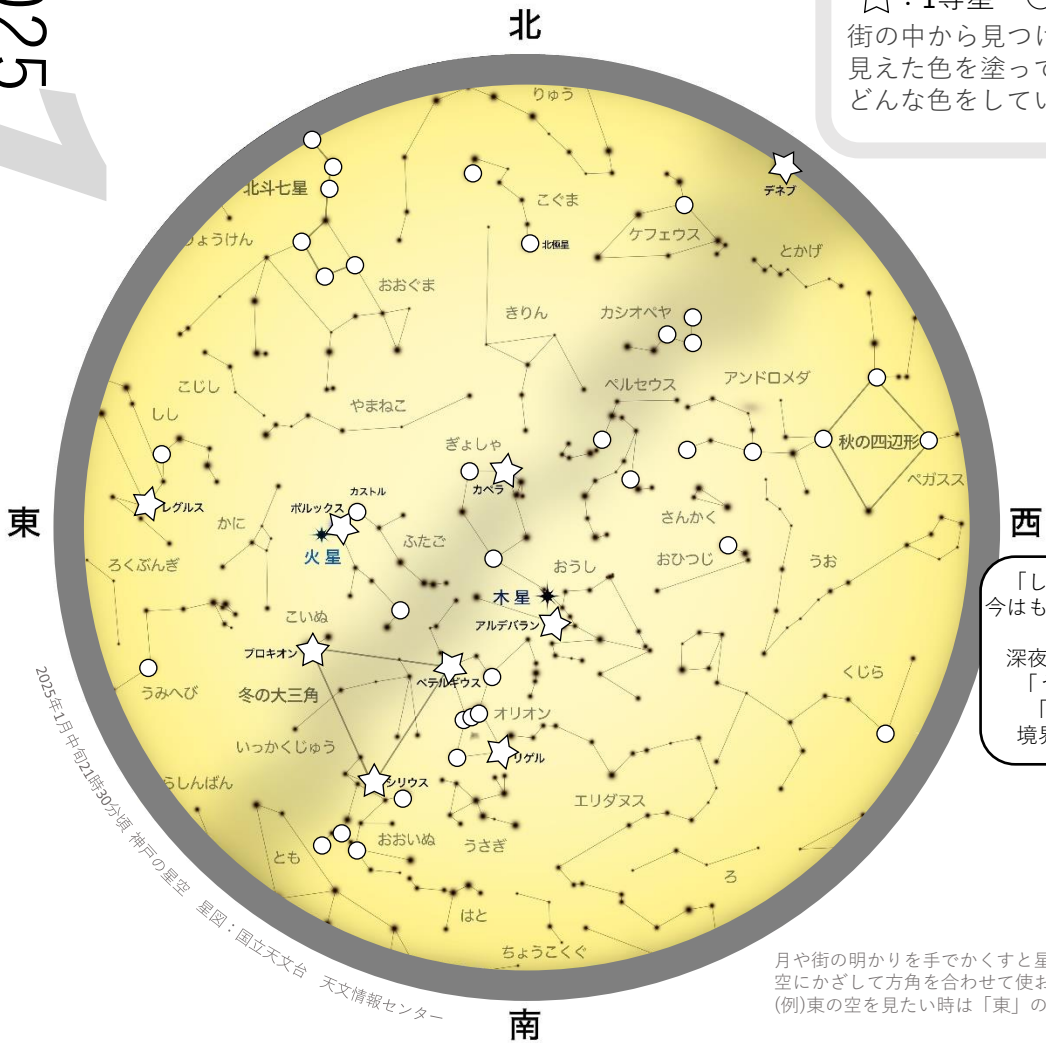 025
1
北
☆：1等星
街の中から見つけ
見えた色を塗って
どんな色をしてい
りゅう
北斗七星
こぐま
デネブ
ょうけん
北極星
ケフェウス
とかげ
おおぐま
きりん
カシオペヤ
こじし
しし
やまねこ
ペルセウス
アンドロメダ
ぎょしゃ
秋の四辺形
カペラ
ペガスス
レグルス
カストル
ポルックス
かに
さんかく
東
西
火星
ふたご
おうし
おひつじ
うお
ろくぶんぎ
木星
アルデバラン
こいぬ
プロキオン
うみへび
冬の大三角
ベテルギウス
くじら
オリオン
いっかくじゅう
リゲル
らしんばん
シリウス
エリダヌス
おおいぬ
うさぎ
とも
ろ
はと
ちょうこくぐ
南
「し
今はも
深夜
「
「
境界
2025年1月中旬21時30分頃 神戸の星空　星図：国立天文台　天文情報センター
月や街の明かりを手でかくすと星
空にかざして方角を合わせて使お
(例)東の空を見たい時は「東」の